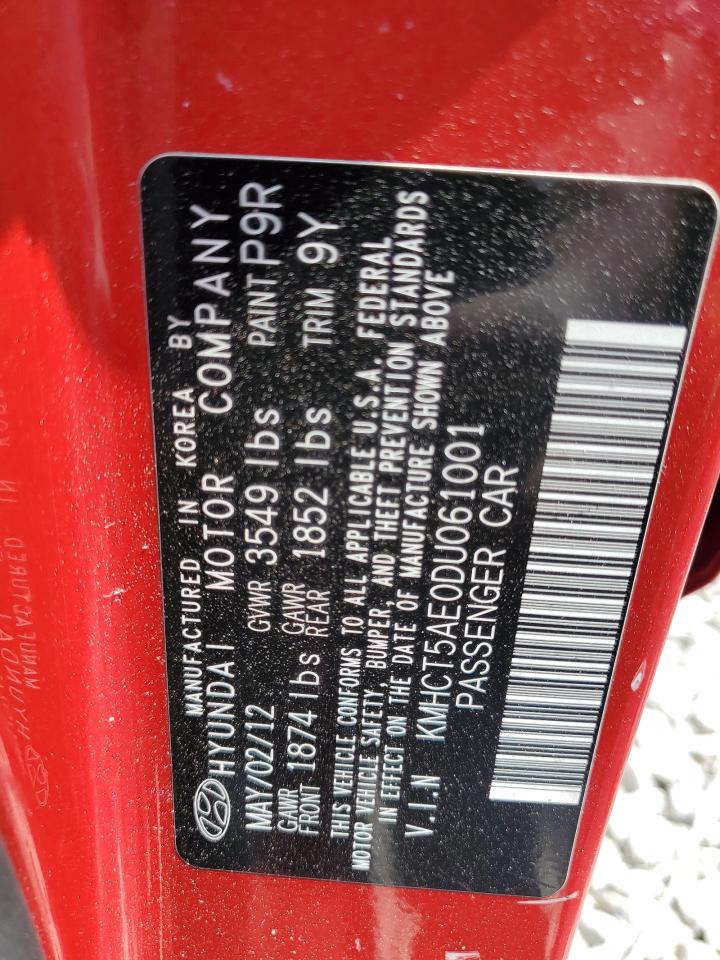 MANUFACTURED IN KOREA BY
HYUNDAI MOTOR COMPANY
MAY/02/12 GVWR 3549 lbs PAINT P9R
GAWR FRONT 1874 lbs GAWR REAR 1852 lbs TRIM 9Y
THIS VEHICLE CONFORMS TO ALL APPLICABLE U.S.A. FEDERAL
MOTOR VEHICLE SAFETY, BUMPER, AND THEFT PREVENTION STANDARDS
IN EFFECT ON THE DATE OF MANUFACTURE SHOWN ABOVE
V.I.N KMHCT5AE0DU061001
PASSENGER CAR